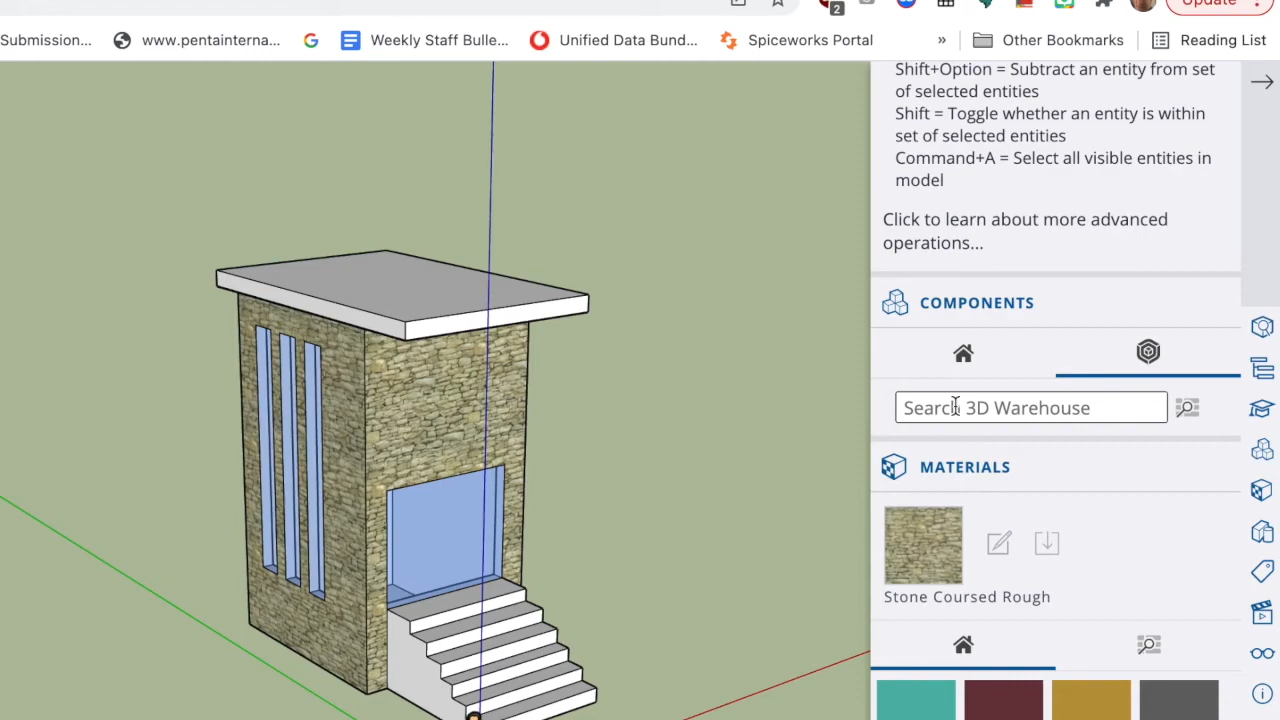 2
Update
Submission...
www.pentainterna...
Weekly Staff Bulle...
Unified Data Bund...
Spiceworks Portal
»
Other Bookmarks
Reading List
Shift+Option = Subtract an entity from set
of selected entities
Shift = Toggle whether an entity is within
set of selected entities
Command+A = Select all visible entities in
model
Click to learn about more advanced
operations...
COMPONENTS
Search 3D Warehouse
MATERIALS
Stone Coursed Rough